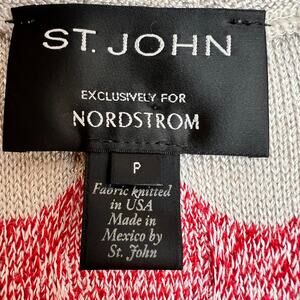 ST. JOHN
EXCLUSIVELY FOR
NORDSTROM
P
Fabric knitted
in USA
Made in
Mexico by
St. John